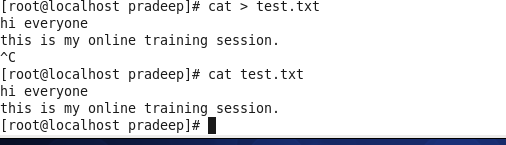 [root@localhost pradeep]# cat > test.txt
hi everyone
this is my online training session.
^C
[root@localhost pradeep]# cat test.txt
hi everyone
this is my online training session.
[root@localhost pradeep]#